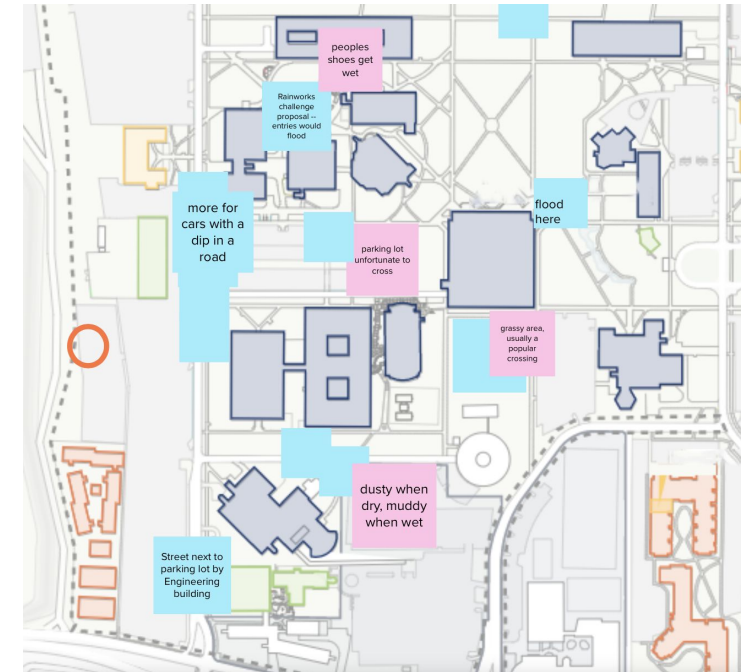 peoples
shoes get
wet
Rainworks
challenge
proposal --
entries would
flood
more for
cars with a
dip in a
road
flood
here
parking lot
unfortunate to
cross
grassy area,
usually a
popular
crossing
dusty when
dry, muddy
when wet
Street next to
parking lot by
Engineering
building